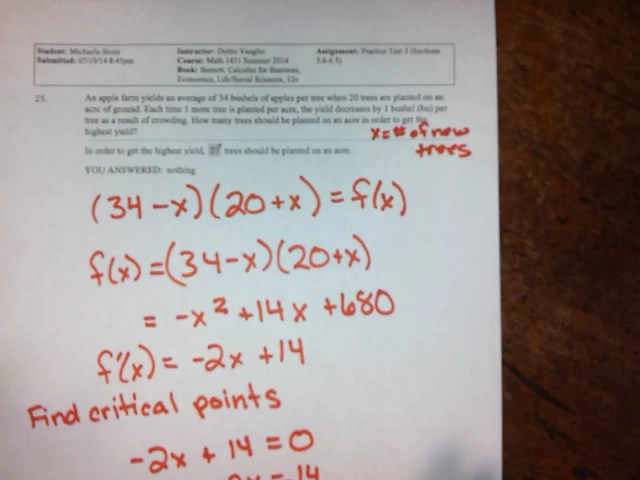 Student: Michaela Stone
Submitted: 07/19/14 8:45pm
Instructor: Dottie Vaughn
Course: Math 1431 Summer 2014
Book: Barnett: Calculus for Business,
Economics, Life/Social Sciences, 12e
Assignment: Practice Test 3 (Sections
5.6-6.5)
25.
An apple farm yields an average of 34 bushels of apples per tree when 20 trees are planted on an
acre of ground. Each time 1 more tree is planted per acre, the yield decreases by 1 bushel (bu) per
tree as a result of crowding. How many trees should be planted on an acre in order to get the
highest yield?
x = # of new
trees
In order to get the highest yield, 27 trees should be planted on an acre.
YOU ANSWERED: nothing
(34-x)(20+x) = f(x)
f(x) = (34-x)(20+x)
= -x² + 14x + 680
f'(x) = -2x + 14
Find critical points
-2x + 14 = 0
-2x = -14